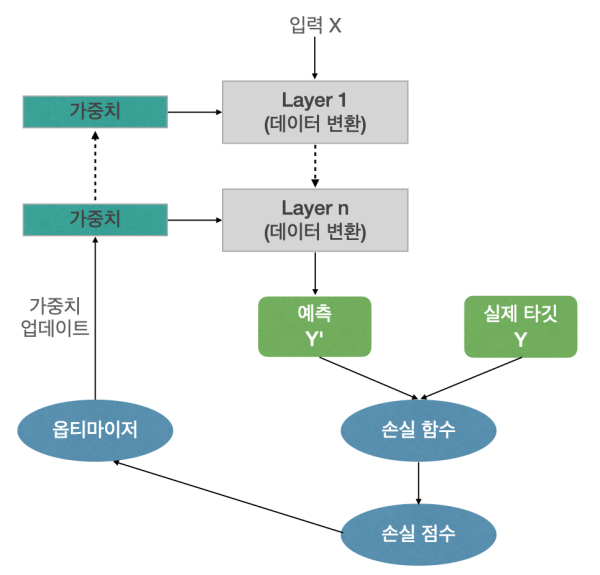 입력 X
가중치
Layer 1
(데이터 변환)
가중치
Layer n
(데이터 변환)
가중치
업데이트
예측
Y'
실제 타깃
Y
옵티마이저
손실 함수
손실 점수